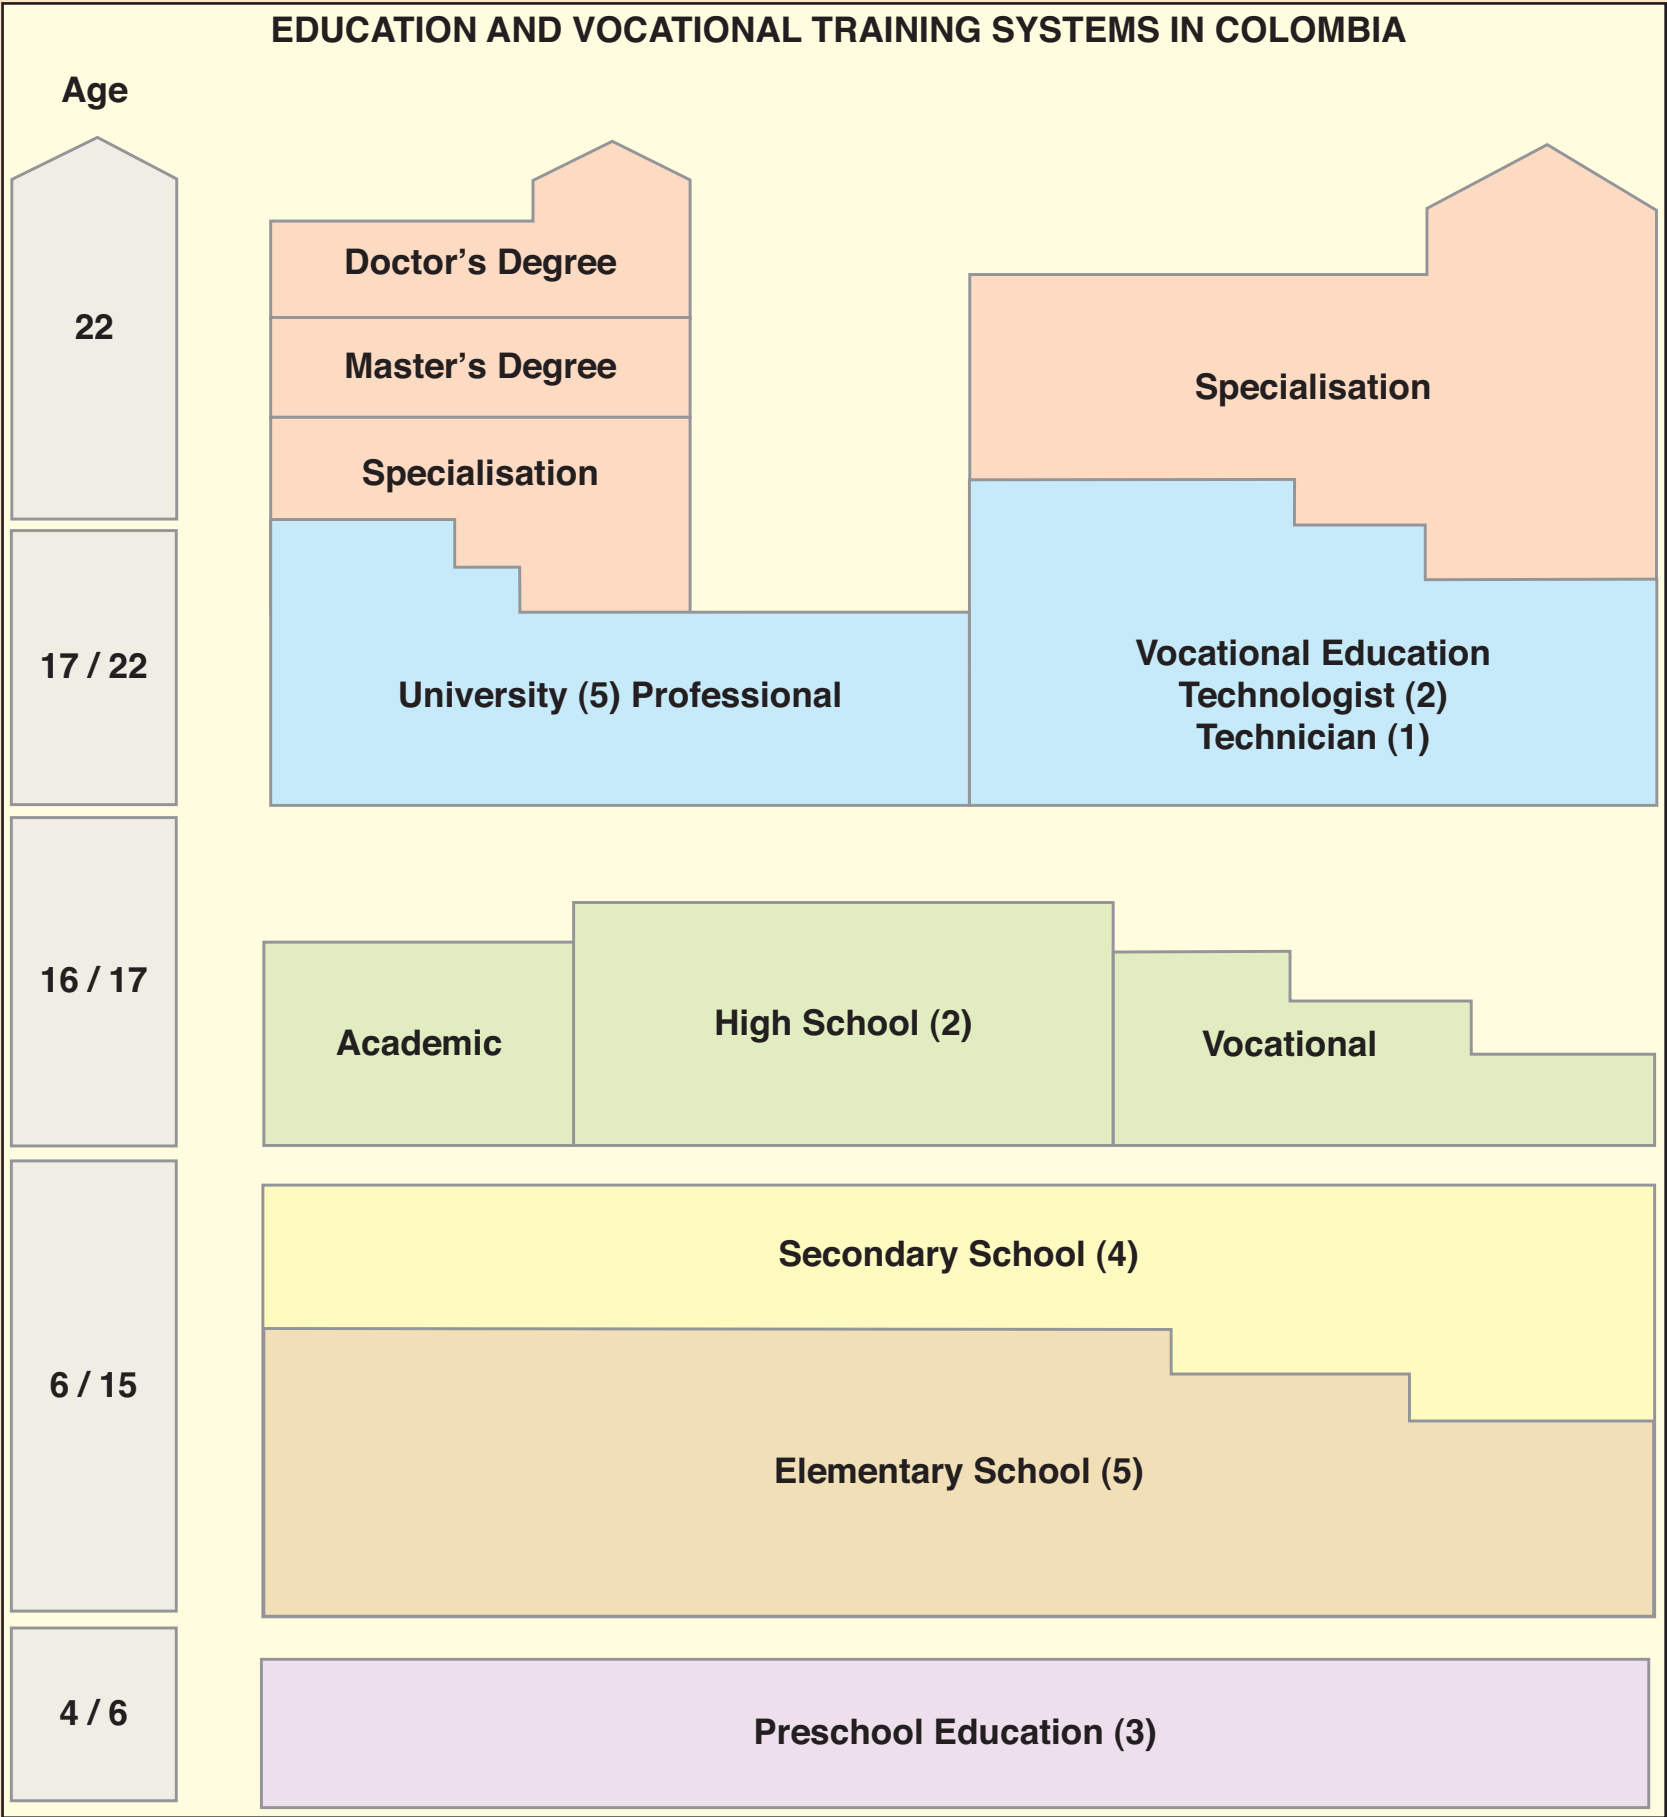 EDUCATION AND VOCATIONAL TRAINING SYSTEMS IN COLOMBIA
Age
22
Doctor’s Degree
Master’s Degree
Specialisation
Specialisation
17 / 22
University (5) Professional
Vocational Education
Technologist (2)
Technician (1)
16 / 17
Academic
High School (2)
Vocational
6 / 15
Secondary School (4)
Elementary School (5)
4 / 6
Preschool Education (3)